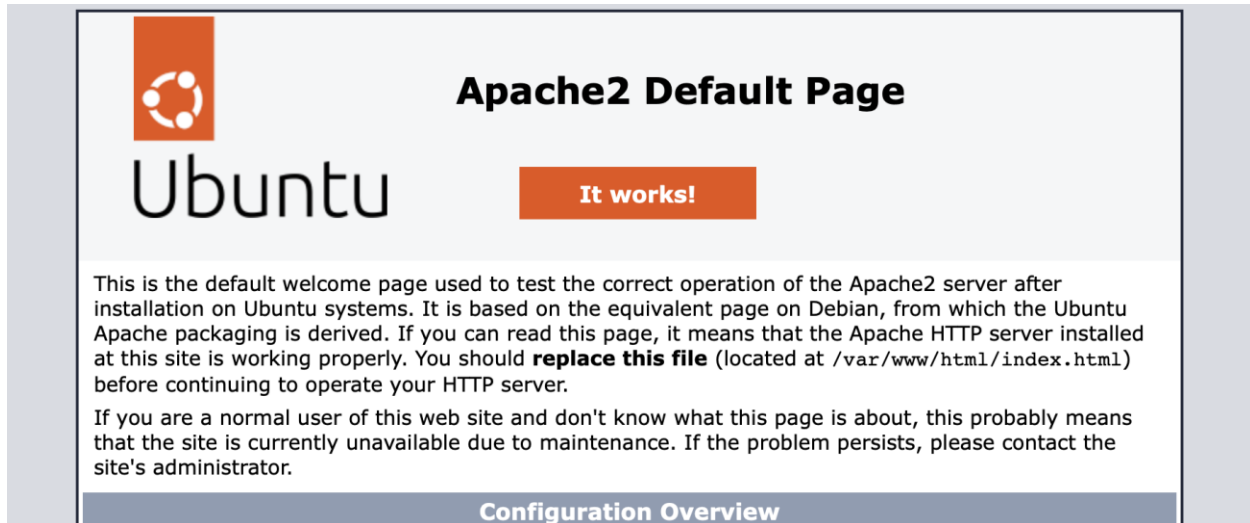 Apache2 Default Page
Ubuntu
It works!
This is the default welcome page used to test the correct operation of the Apache2 server after
installation on Ubuntu systems. It is based on the equivalent page on Debian, from which the Ubuntu
Apache packaging is derived. If you can read this page, it means that the Apache HTTP server installed
at this site is working properly. You should replace this file (located at /var/www/html/index.html)
before continuing to operate your HTTP server.
If you are a normal user of this web site and don't know what this page is about, this probably means
that the site is currently unavailable due to maintenance. If the problem persists, please contact the
site's administrator.
Configuration Overview